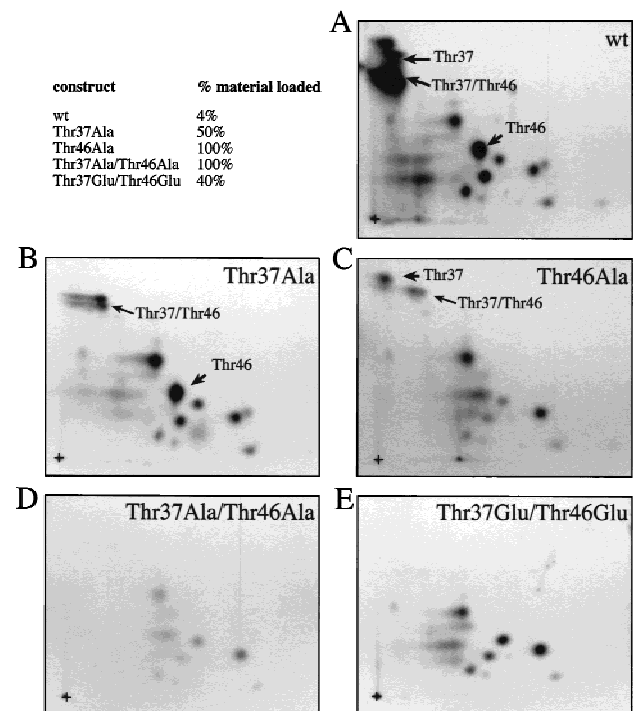 A
wt
Thr37
Thr37/Thr46
Thr46
construct % material loaded
wt 4%
Thr37Ala 50%
Thr46Ala 100%
Thr37Ala/Thr46Ala 100%
Thr37Glu/Thr46Glu 40%
+
B
Thr37Ala
Thr37/Thr46
Thr46
+
C
Thr46Ala
Thr37
Thr37/Thr46
+
D
Thr37Ala/Thr46Ala
+
E
Thr37Glu/Thr46Glu
+